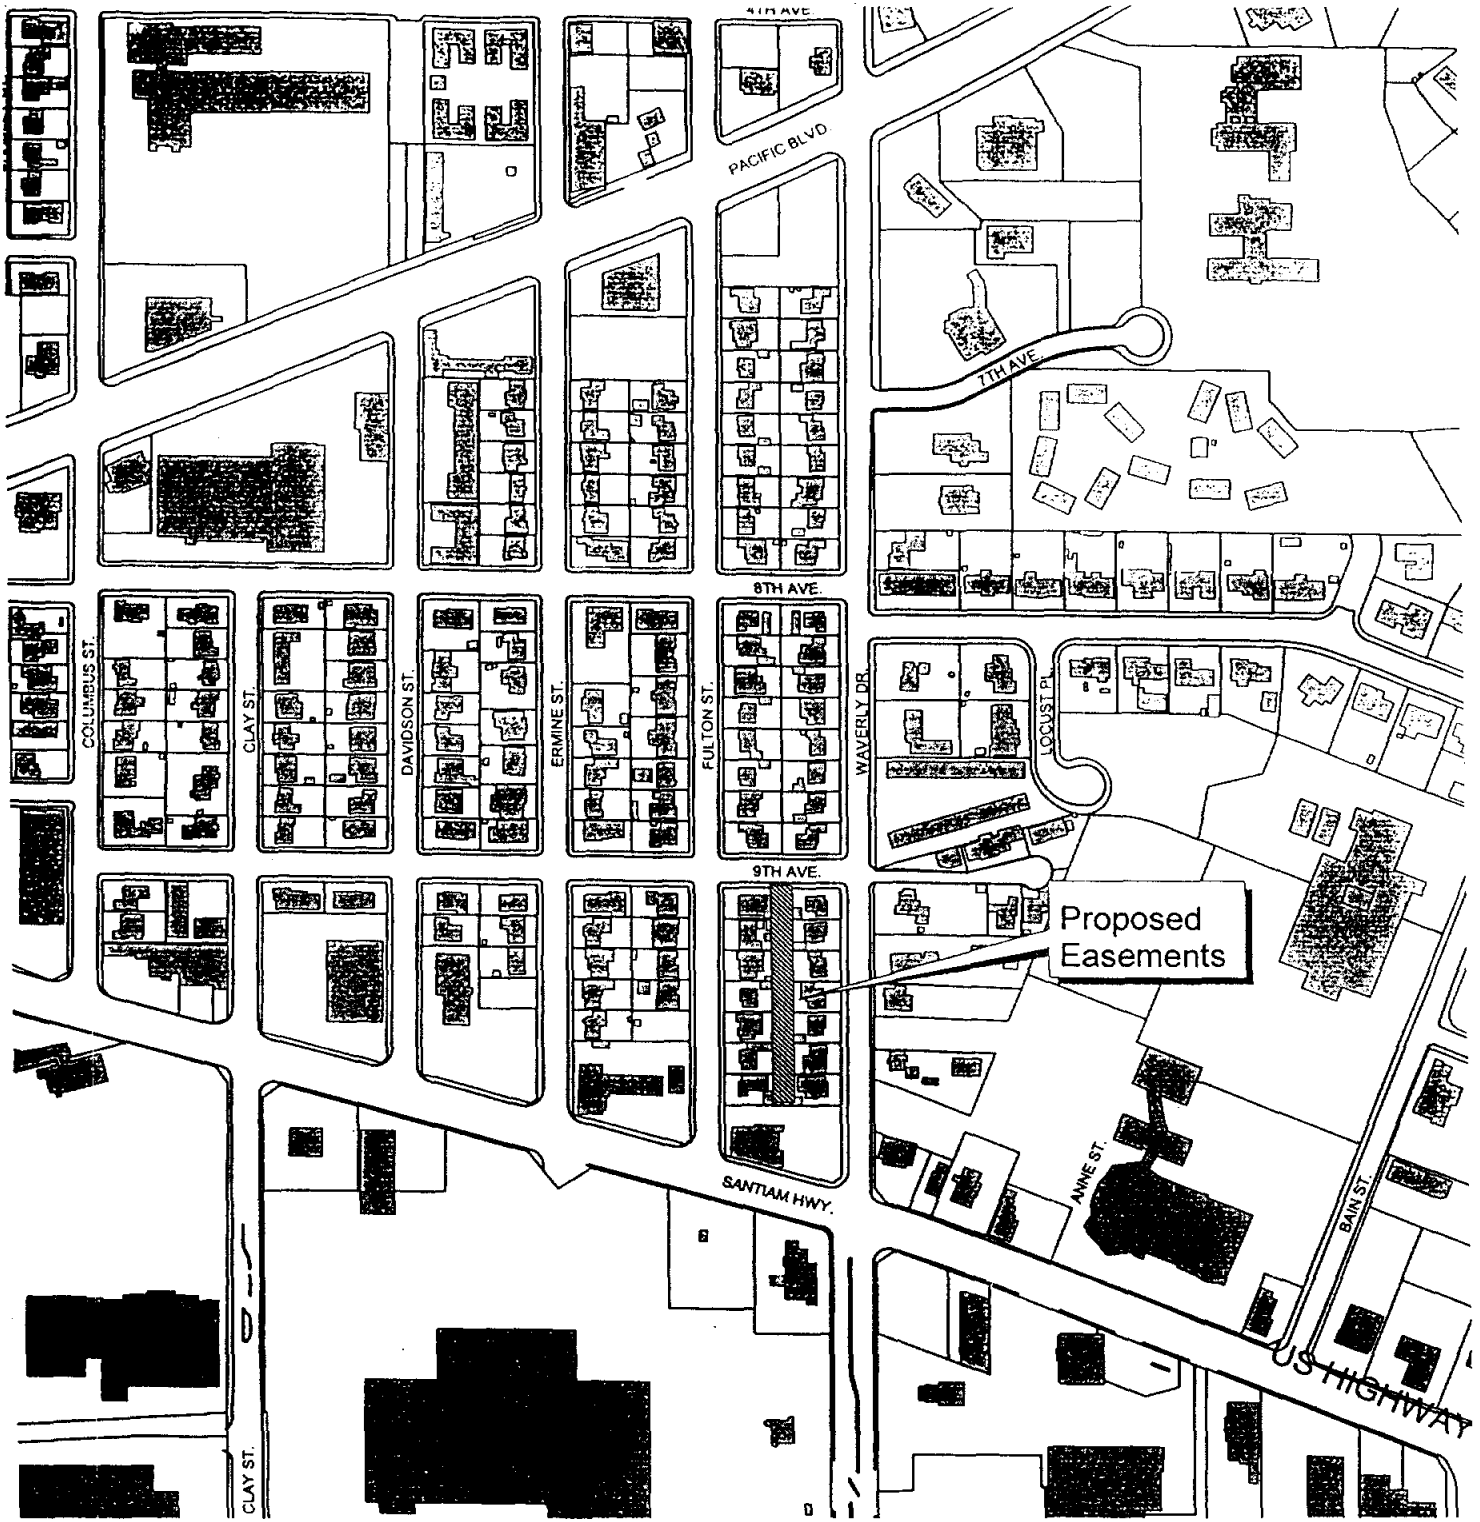 4TH AVE.
PACIFIC BLVD.
7TH AVE.
8TH AVE.
COLUMBUS ST.
CLAY ST.
DAVIDSON ST.
ERMINE ST.
FULTON ST.
WAVERLY DR.
LOCUST PL.
9TH AVE.
Proposed
Easements
ANNE ST.
SANTIAM HWY.
BAIN ST.
US HIGHWAY
CLAY ST.